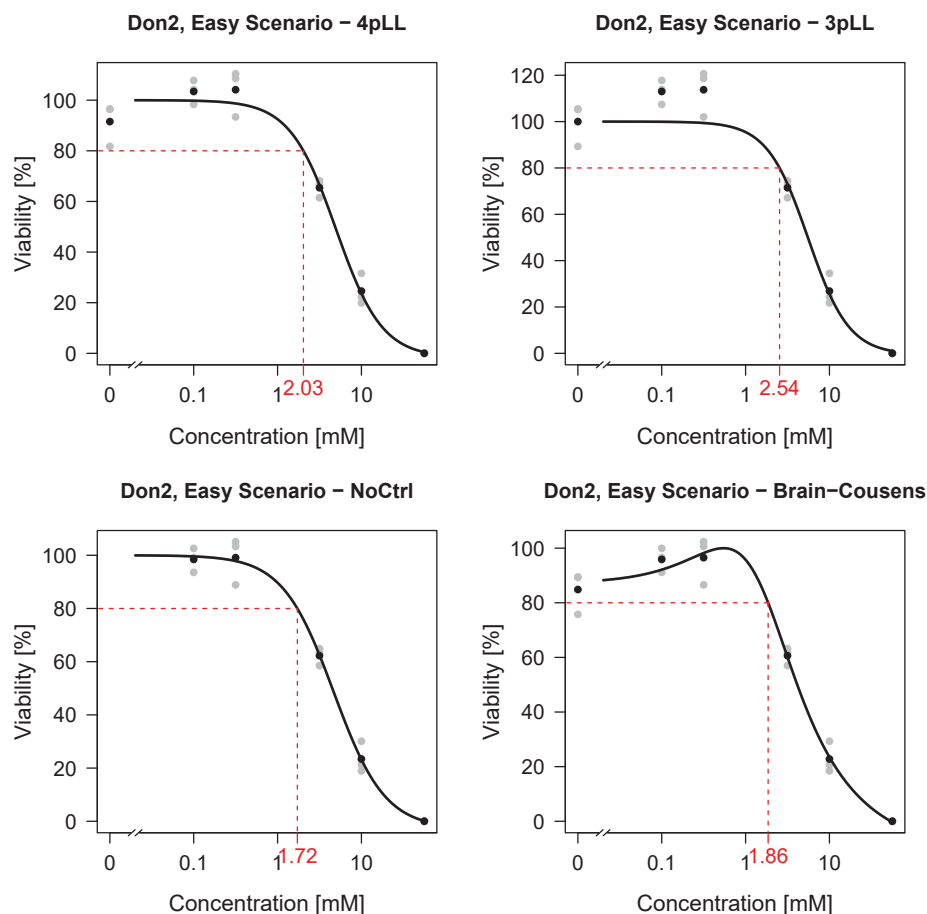 Don2, Easy Scenario − 4pLL
Viability [%]
100
80
60
40
20
0
0 0.1 1 10
2.03
Concentration [mM]
Don2, Easy Scenario − 3pLL
Viability [%]
120
100
80
60
40
20
0
0 0.1 1 10
2.54
Concentration [mM]
Don2, Easy Scenario − NoCtrl
Viability [%]
100
80
60
40
20
0
0 0.1 1 10
1.72
Concentration [mM]
Don2, Easy Scenario − Brain−Cousens
Viability [%]
100
80
60
40
20
0
0 0.1 1 10
1.86
Concentration [mM]